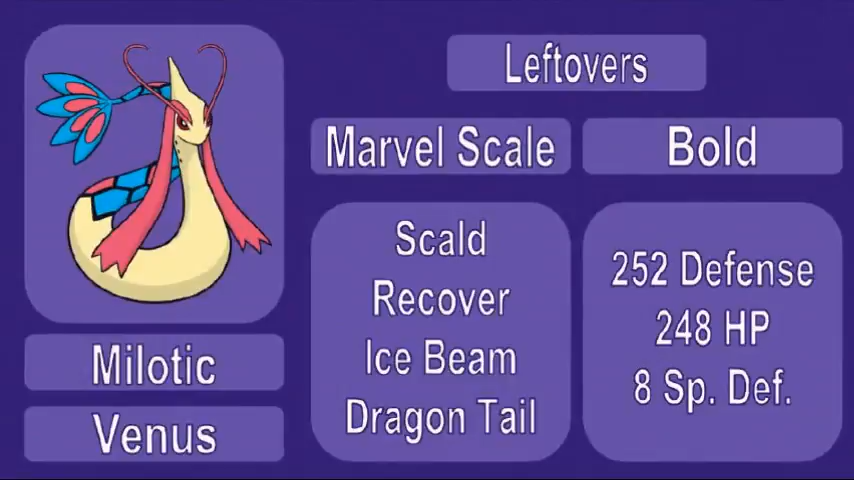 Leftovers
Marvel Scale
Bold
Scald
Recover
Ice Beam
Dragon Tail
252 Defense
248 HP
8 Sp. Def.
Milotic
Venus